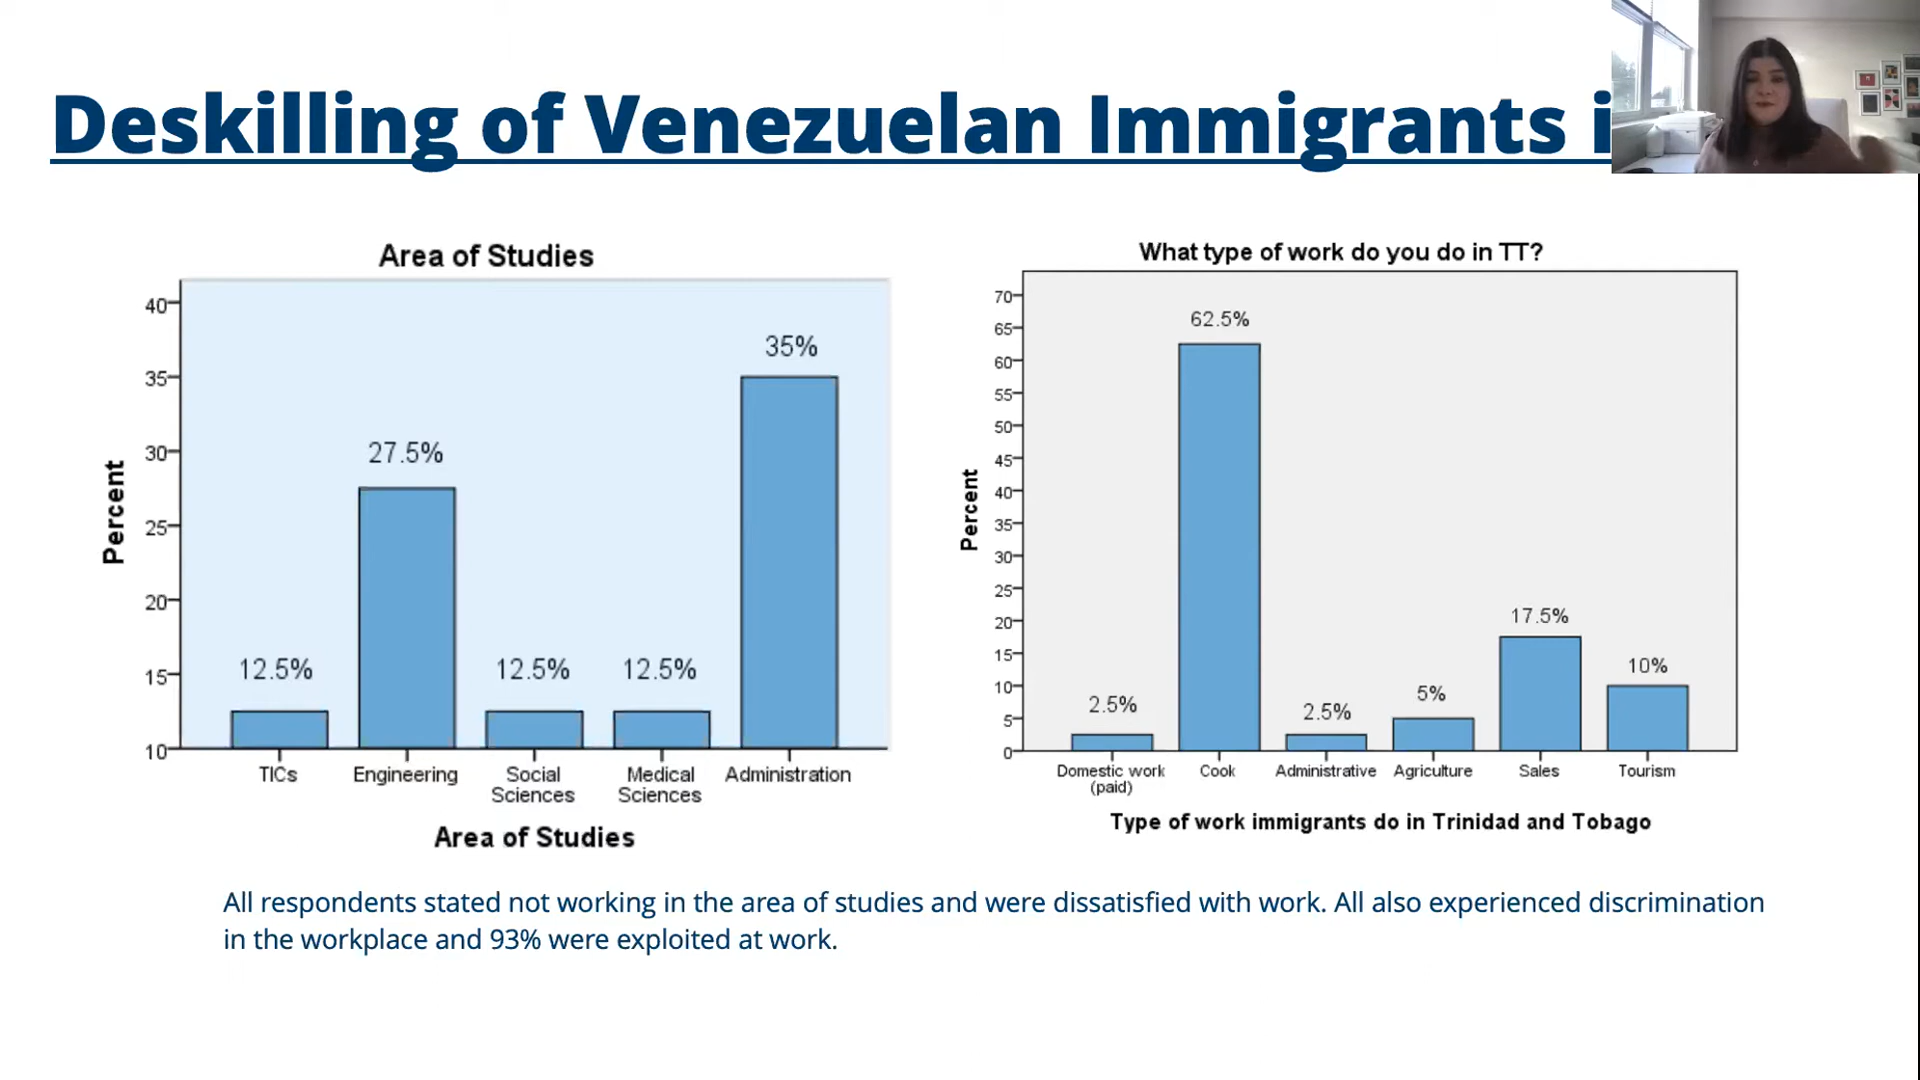 Deskilling of Venezuelan Immigrants i
Area of Studies
40
35
30
25
20
15
10
Percent
12.5%
27.5%
12.5%
12.5%
35%
TICs
Engineering
Social
Sciences
Medical
Sciences
Administration
Area of Studies
What type of work do you do in TT?
70
65
60
55
50
45
40
35
30
25
20
15
10
5
0
Percent
2.5%
62.5%
2.5%
5%
17.5%
10%
Domestic work
(paid)
Cook
Administrative
Agriculture
Sales
Tourism
Type of work immigrants do in Trinidad and Tobago
All respondents stated not working in the area of studies and were dissatisfied with work. All also experienced discrimination
in the workplace and 93% were exploited at work.